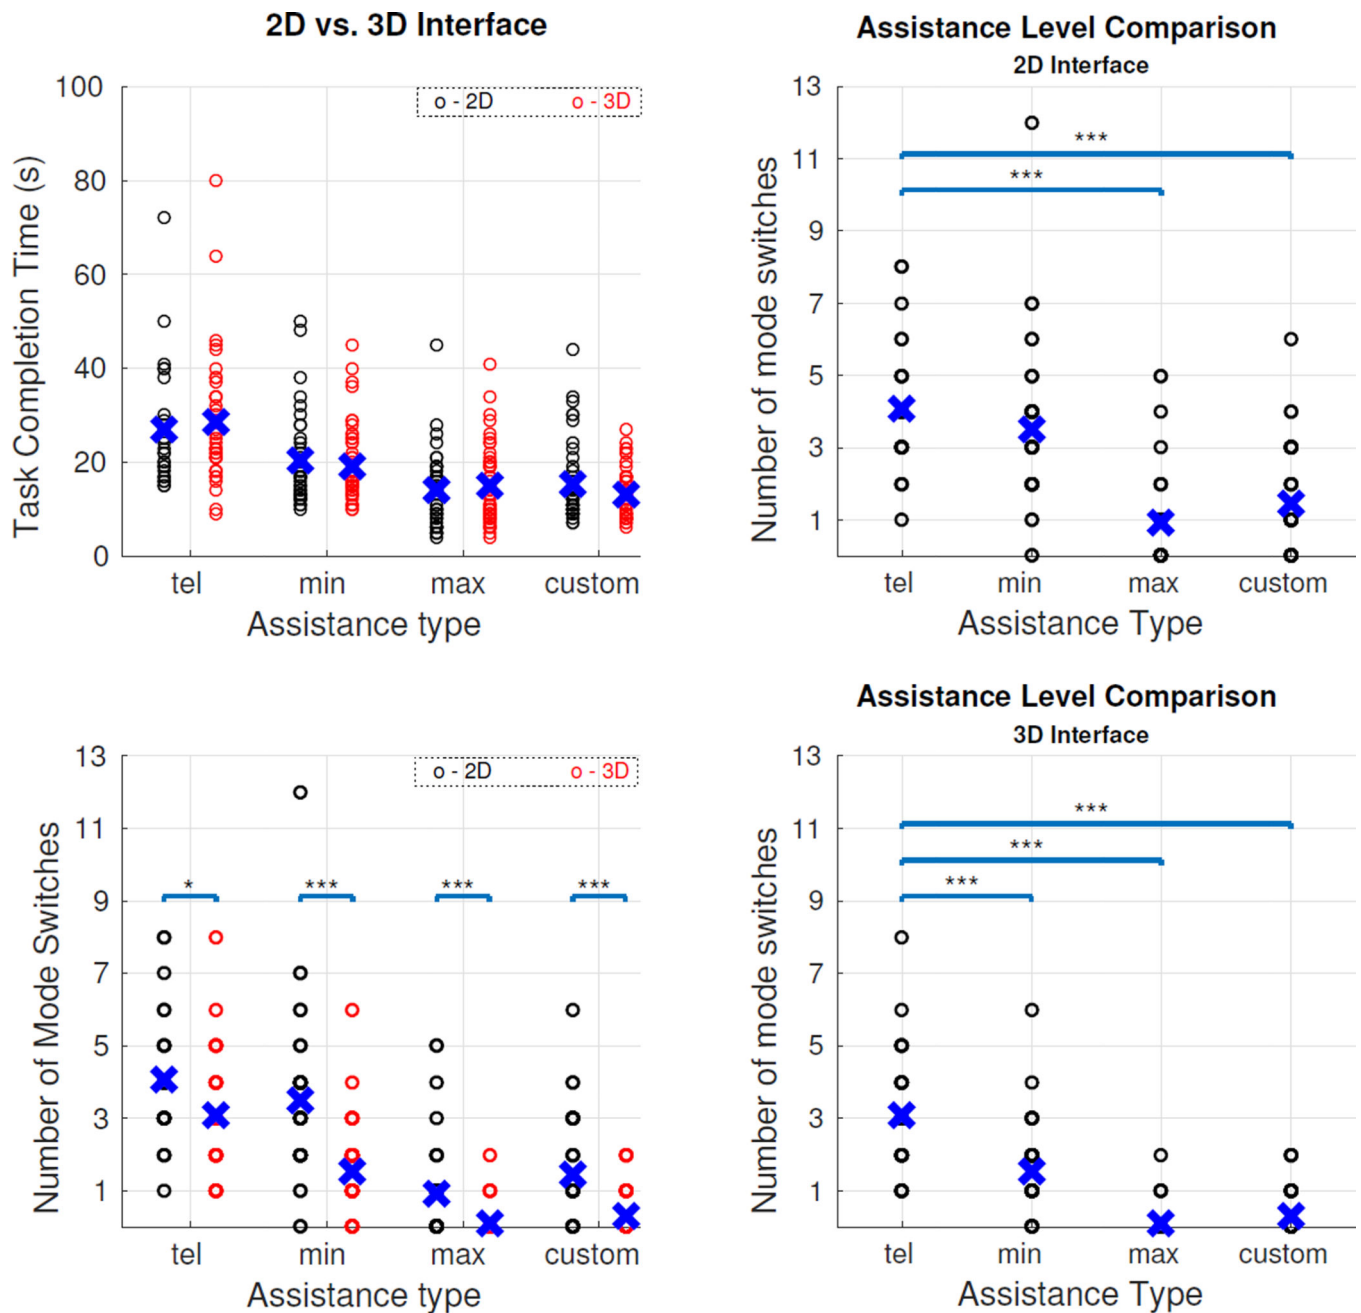 2D vs. 3D Interface
o - 2D o - 3D
Task Completion Time (s)
100
80
60
40
20
0
tel min max custom
Assistance type
Assistance Level Comparison
2D Interface
Number of mode switches
13
11
9
7
5
3
1
***
***
tel min max custom
Assistance Type
o - 2D o - 3D
Number of Mode Switches
13
11
9
7
5
3
1
* *** *** ***
tel min max custom
Assistance type
Assistance Level Comparison
3D Interface
Number of mode switches
13
11
9
7
5
3
1
***
***
***
tel min max custom
Assistance Type